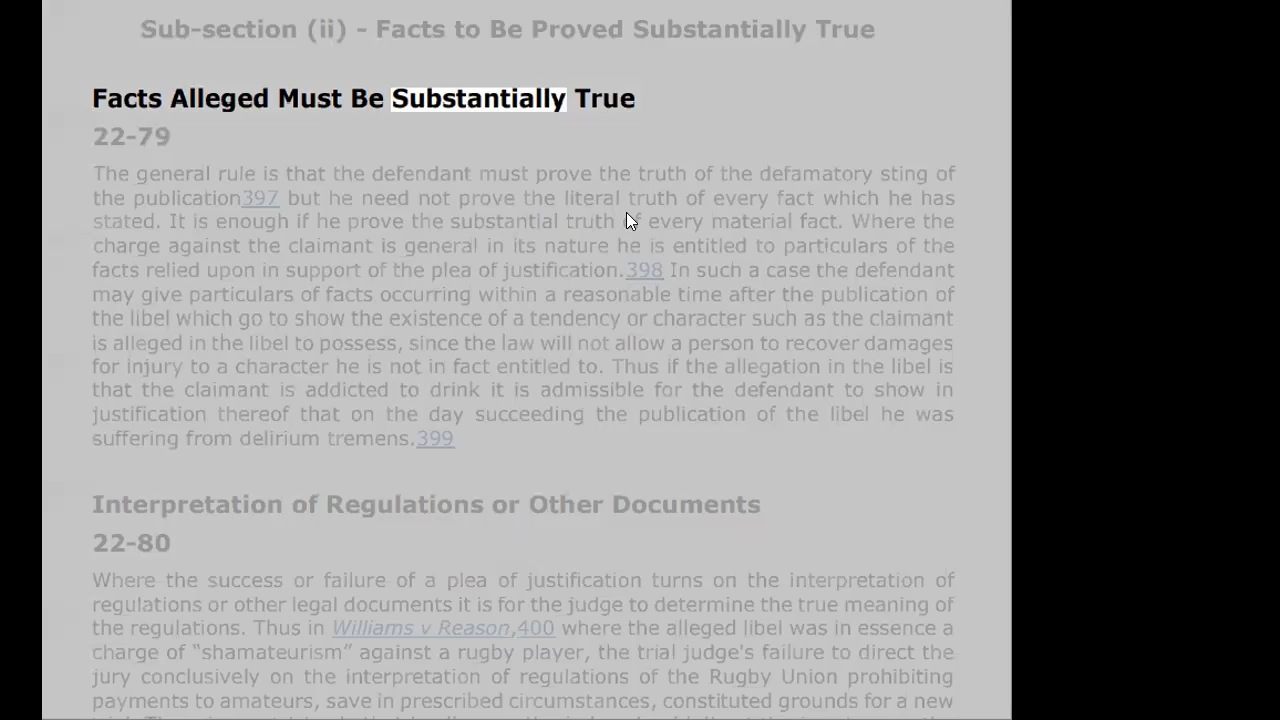 Sub-section (ii) - Facts to Be Proved Substantially True
Facts Alleged Must Be Substantially True
22-79
The general rule is that the defendant must prove the truth of the defamatory sting of
the publication397 but he need not prove the literal truth of every fact which he has
stated. It is enough if he prove the substantial truth of every material fact. Where the
charge against the claimant is general in its nature he is entitled to particulars of the
facts relied upon in support of the plea of justification.398 In such a case the defendant
may give particulars of facts occurring within a reasonable time after the publication of
the libel which go to show the existence of a tendency or character such as the claimant
is alleged in the libel to possess, since the law will not allow a person to recover damages
for injury to a character he is not in fact entitled to. Thus if the allegation in the libel is
that the claimant is addicted to drink it is admissible for the defendant to show in
justification thereof that on the day succeeding the publication of the libel he was
suffering from delirium tremens.399
Interpretation of Regulations or Other Documents
22-80
Where the success or failure of a plea of justification turns on the interpretation of
regulations or other legal documents it is for the judge to determine the true meaning of
the regulations. Thus in Williams v Reason,400 where the alleged libel was in essence a
charge of “shamateurism” against a rugby player, the trial judge's failure to direct the
jury conclusively on the interpretation of regulations of the Rugby Union prohibiting
payments to amateurs, save in prescribed circumstances, constituted grounds for a new